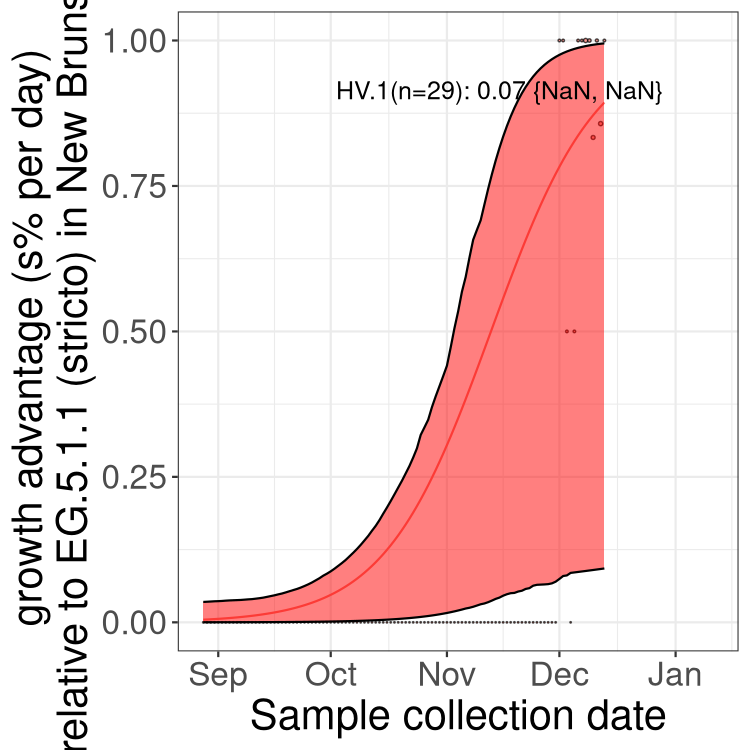 growth advantage (s% per day)
relative to EG.5.1.1 (stricto) in New Bruns
1.00
0.75
0.50
0.25
0.00
HV.1(n=29): 0.07 {NaN, NaN}
Sep Oct Nov Dec Jan
Sample collection date